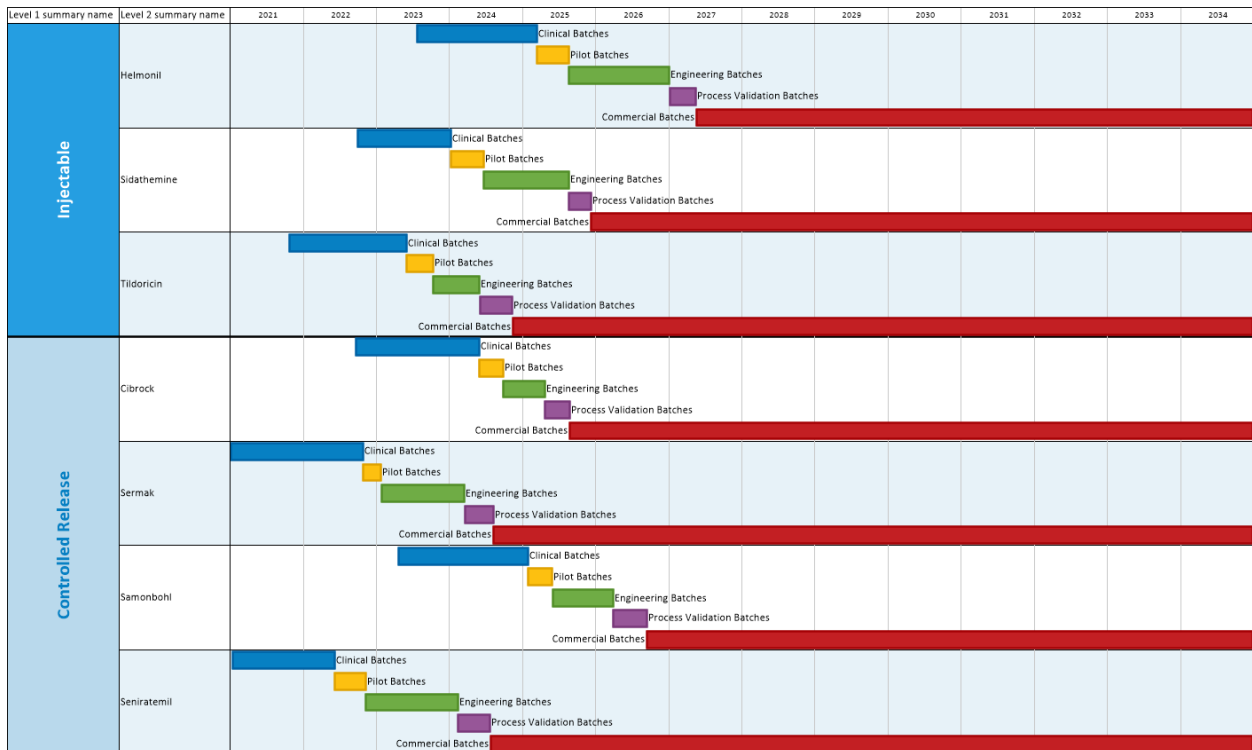 Level 1 summary name Level 2 summary name 2021 2022 2023 2024 2025 2026 2027 2028 2029 2030 2031 2032 2033 2034
Injectable
Helmonil
Clinical Batches
Pilot Batches
Engineering Batches
Process Validation Batches
Commercial Batches
Sidathemine
Clinical Batches
Pilot Batches
Engineering Batches
Process Validation Batches
Commercial Batches
Tildoricin
Clinical Batches
Pilot Batches
Engineering Batches
Process Validation Batches
Commercial Batches
Controlled Release
Cibrock
Clinical Batches
Pilot Batches
Engineering Batches
Process Validation Batches
Commercial Batches
Sermak
Clinical Batches
Pilot Batches
Engineering Batches
Process Validation Batches
Commercial Batches
Samonbohl
Clinical Batches
Pilot Batches
Engineering Batches
Process Validation Batches
Commercial Batches
Seniratemil
Clinical Batches
Pilot Batches
Engineering Batches
Process Validation Batches
Commercial Batches